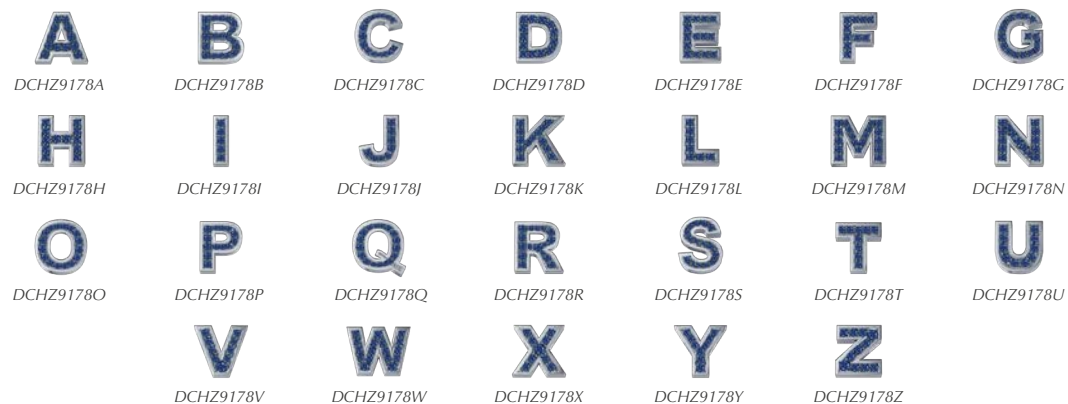 A B C D E F G
DCHZ9178A DCHZ9178B DCHZ9178C DCHZ9178D DCHZ9178E DCHZ9178F DCHZ9178G
H I J K L M N
DCHZ9178H DCHZ9178I DCHZ9178J DCHZ9178K DCHZ9178L DCHZ9178M DCHZ9178N
O P Q R S T U
DCHZ9178O DCHZ9178P DCHZ9178Q DCHZ9178R DCHZ9178S DCHZ9178T DCHZ9178U
V W X Y Z
DCHZ9178V DCHZ9178W DCHZ9178X DCHZ9178Y DCHZ9178Z